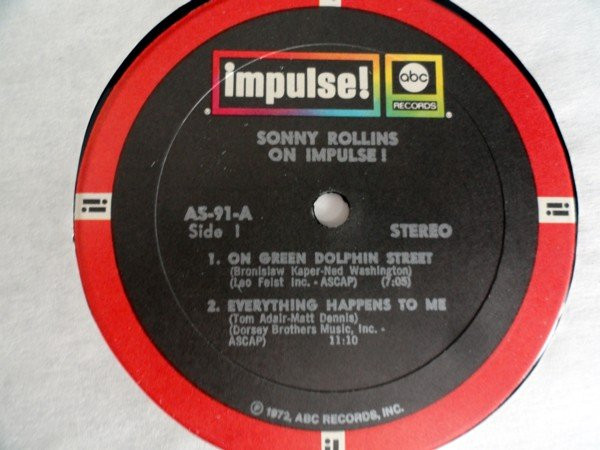 impulse!
abc
RECORDS
SONNY ROLLINS
ON IMPULSE!
AS-91-A
Side 1
STEREO
1. ON GREEN DOLPHIN STREET
(Bronislaw Kaper-Ned Washington)
(Leo Feist Inc. - ASCAP) (7:05)
2. EVERYTHING HAPPENS TO ME
(Tom Adair-Matt Dennis)
(Dorsey Brothers Music, Inc. -
ASCAP) 11:10
℗ 1972, ABC RECORDS, INC.